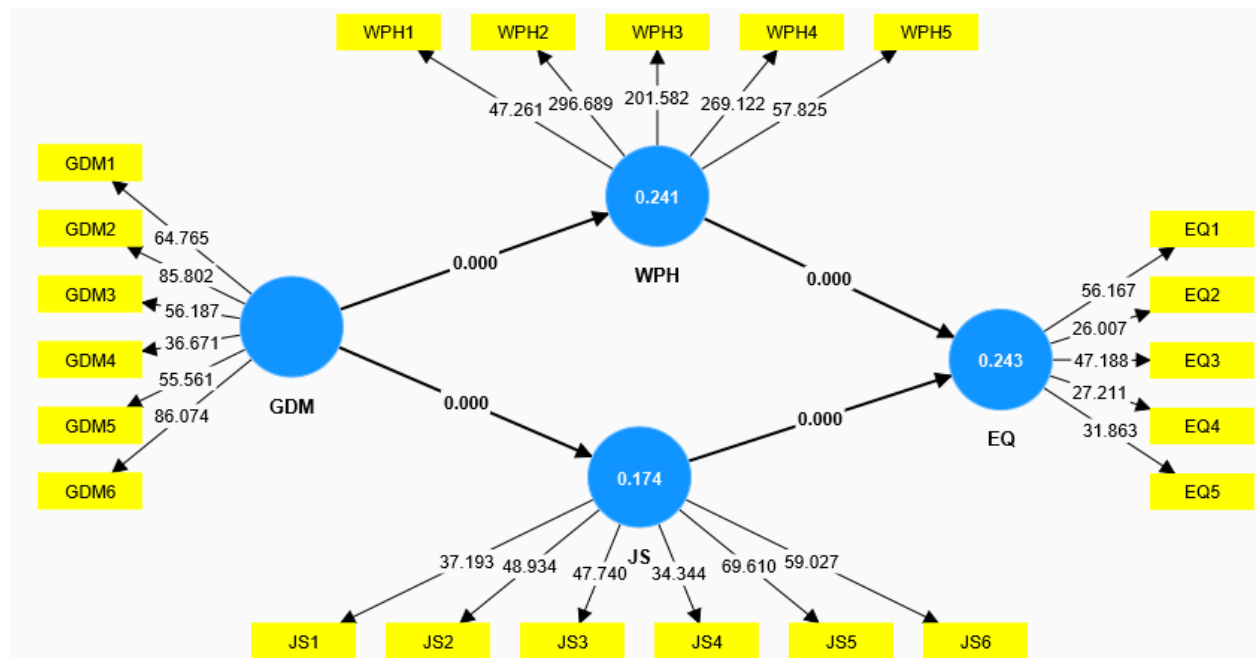 WPH1 WPH2 WPH3 WPH4 WPH5
47.261 296.689 201.582 269.122 57.825
GDM1
GDM2
GDM3
GDM4
GDM5
GDM6
64.765
85.802
56.187
36.671
55.561
86.074
GDM
0.000
0.000
0.241
WPH
0.174
JS
0.000
0.000
0.243
EQ
EQ1
EQ2
EQ3
EQ4
EQ5
56.167
26.007
47.188
27.211
31.863
37.193 48.934 47.740 34.344 69.610 59.027
JS1 JS2 JS3 JS4 JS5 JS6